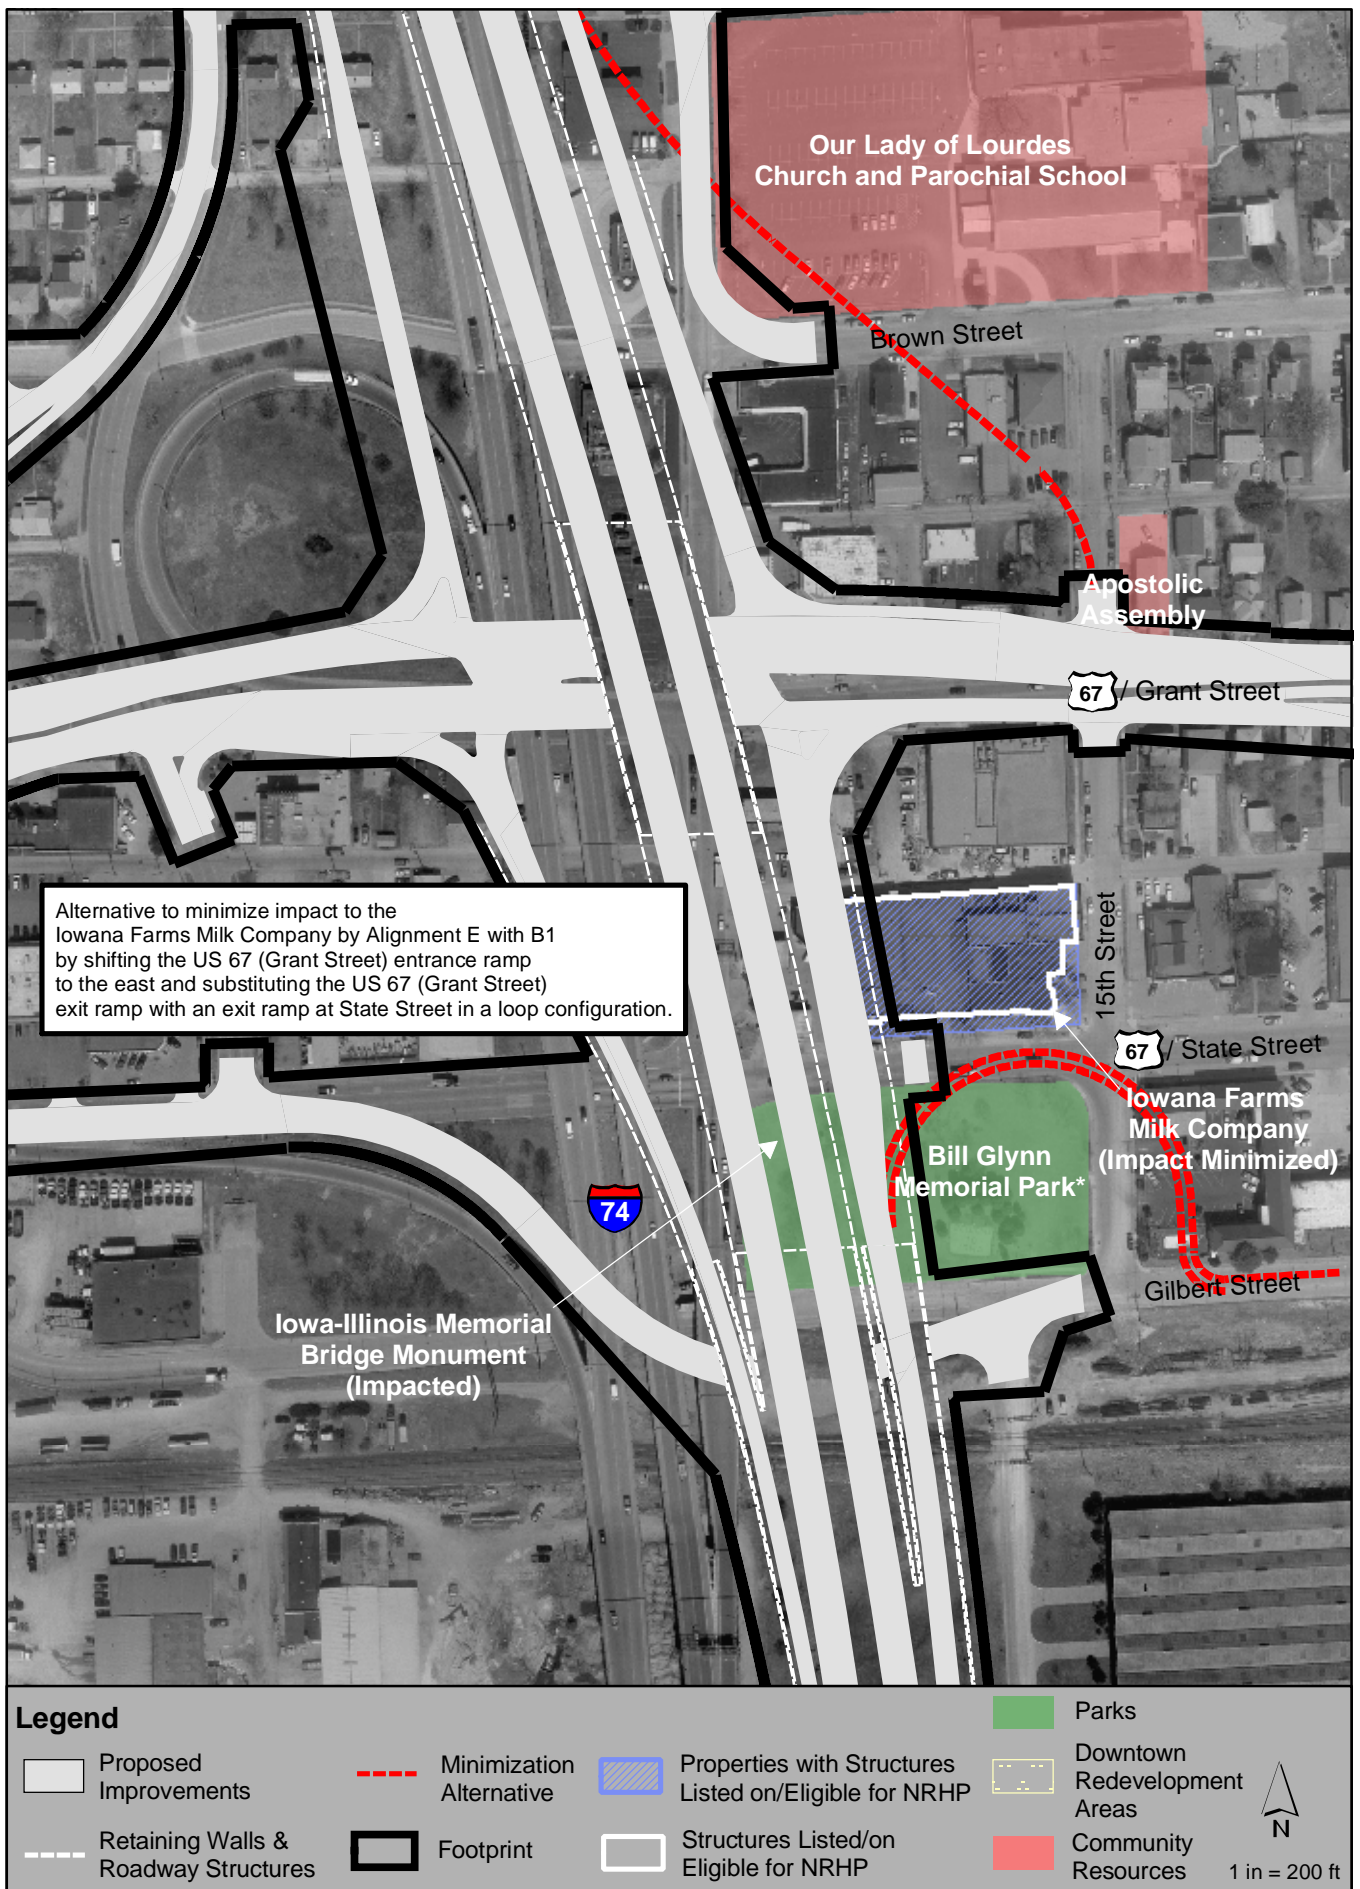 Our Lady of Lourdes
Church and Parochial School
Brown Street
Apostolic
Assembly
67 / Grant Street
Alternative to minimize impact to the
Iowana Farms Milk Company by Alignment E with B1
by shifting the US 67 (Grant Street) entrance ramp
to the east and substituting the US 67 (Grant Street)
exit ramp with an exit ramp at State Street in a loop configuration.
15th Street
67 / State Street
Iowana Farms
Milk Company
(Impact Minimized)
Bill Glynn
Memorial Park*
74
Gilbert Street
Iowa-Illinois Memorial
Bridge Monument
(Impacted)
Legend
Proposed
Improvements
Retaining Walls &
Roadway Structures
Minimization
Alternative
Footprint
Properties with Structures
Listed on/Eligible for NRHP
Structures Listed/on
Eligible for NRHP
Parks
Downtown
Redevelopment
Areas
Community
Resources
N
1 in = 200 ft